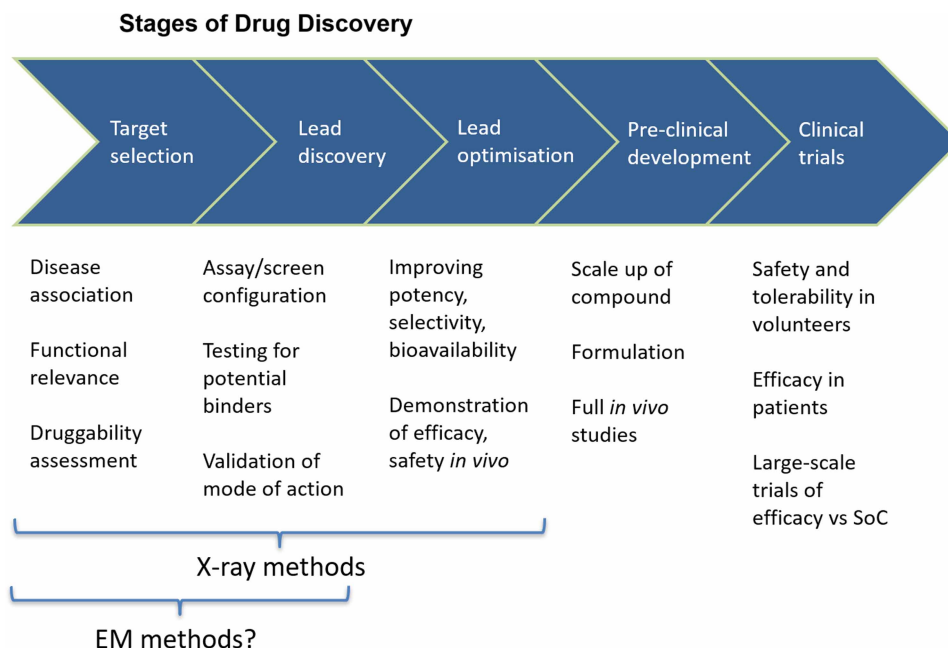 Stages of Drug Discovery
Target
selection
Lead
discovery
Lead
optimisation
Pre-clinical
development
Clinical
trials
Disease
association
Functional
relevance
Druggability
assessment
Assay/screen
configuration
Testing for
potential
binders
Validation of
mode of action
Improving
potency,
selectivity,
bioavailability
Demonstration
of efficacy,
safety in vivo
Scale up of
compound
Formulation
Full in vivo
studies
Safety and
tolerability in
volunteers
Efficacy in
patients
Large-scale
trials of
efficacy vs SoC
X-ray methods
EM methods?